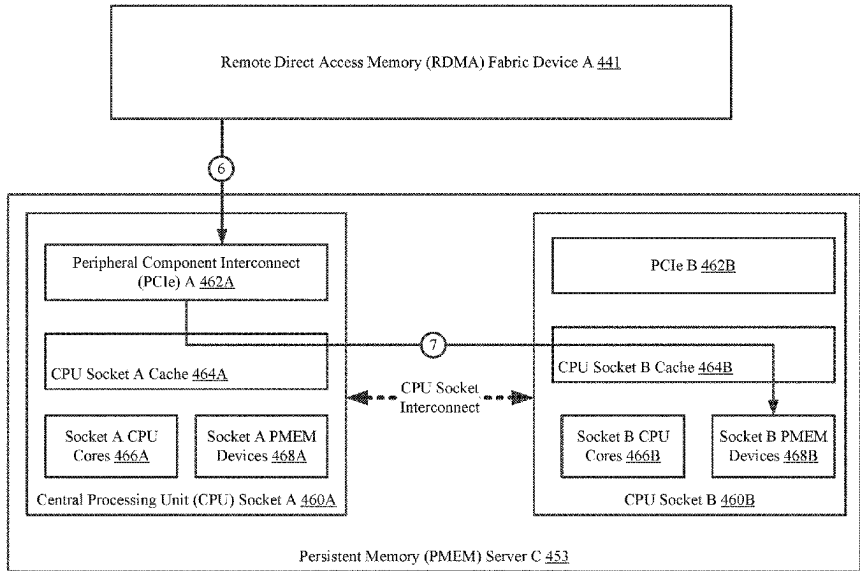 Remote Direct Access Memory (RDMA) Fabric Device A 441
6
Peripheral Component Interconnect
(PCIe) A 462A
PCIe B 462B
7
CPU Socket A Cache 464A
CPU Socket B Cache 464B
CPU Socket
Interconnect
Socket A CPU
Cores 466A
Socket A PMEM
Devices 468A
Socket B CPU
Cores 466B
Socket B PMEM
Devices 468B
Central Processing Unit (CPU) Socket A 460A
CPU Socket B 460B
Persistent Memory (PMEM) Server C 453